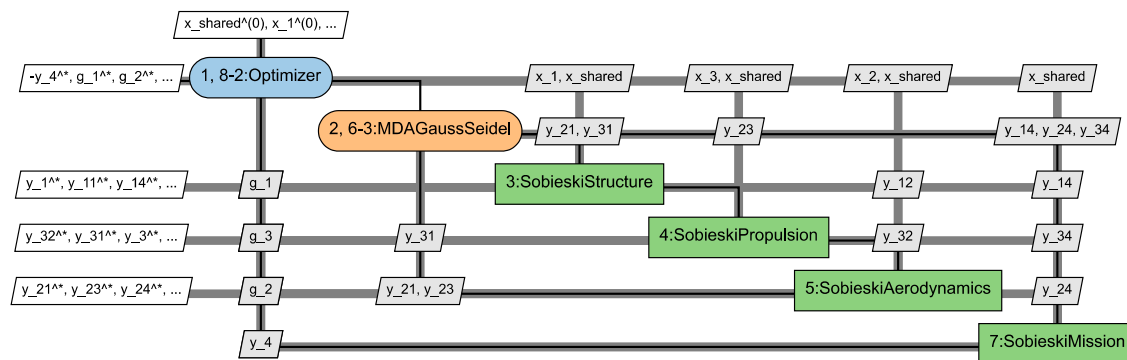 x_shared^(0), x_1^(0), ...
-y_4^*, g_1^*, g_2^*, ...
1, 8-2:Optimizer
x_1, x_shared
x_3, x_shared
x_2, x_shared
x_shared
2, 6-3:MDAGaussSeidel
y_21, y_31
y_23
y_14, y_24, y_34
y_1^*, y_11^*, y_14^*, ...
g_1
3:SobieskiStructure
y_12
y_14
y_32^*, y_31^*, y_3^*, ...
g_3
y_31
4:SobieskiPropulsion
y_32
y_34
y_21^*, y_23^*, y_24^*, ...
g_2
y_21, y_23
5:SobieskiAerodynamics
y_24
y_4
7:SobieskiMission